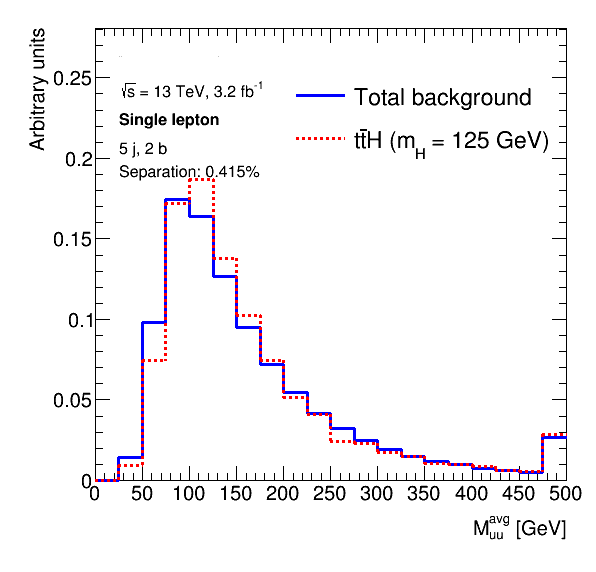 Arbitrary units
√s = 13 TeV, 3.2 fb⁻¹
Single lepton
5 j, 2 b
Separation: 0.415%
Total background
tt̄H (m_H = 125 GeV)
0.25
0.2
0.15
0.1
0.05
0
0 50 100 150 200 250 300 350 400 450 500
M_uu^avg [GeV]